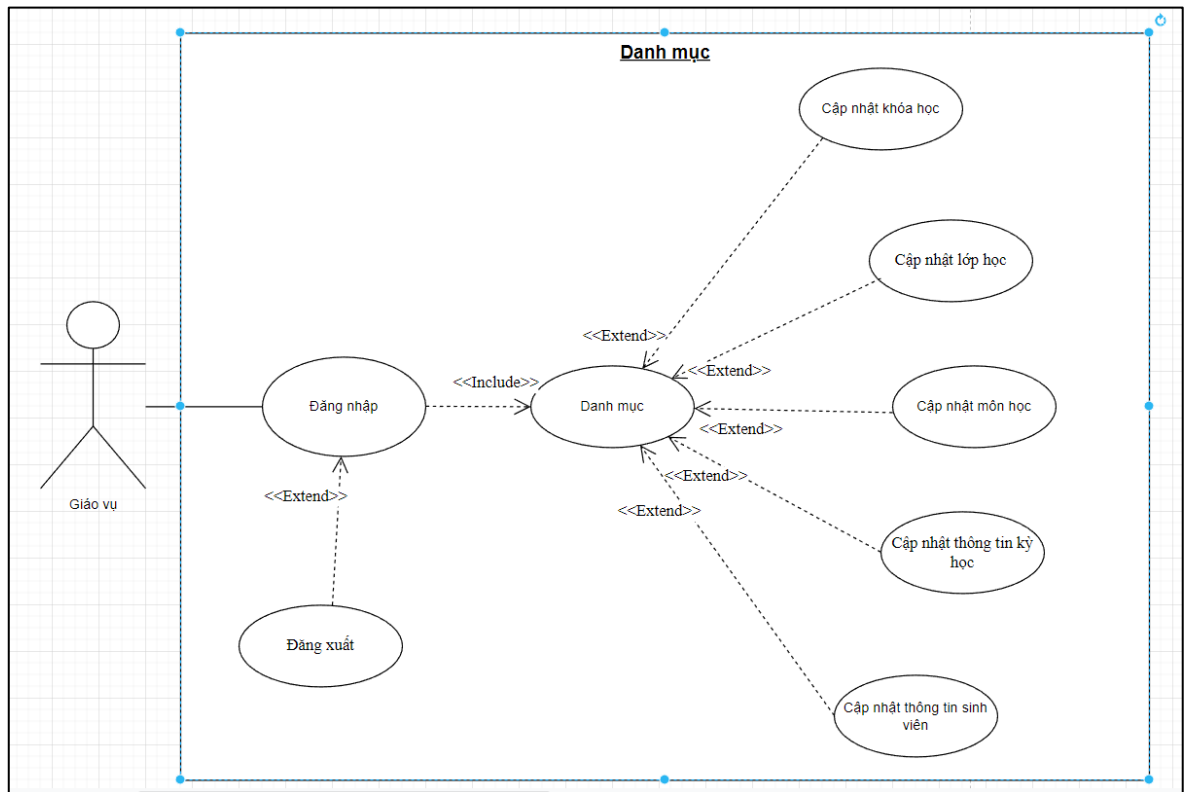 Danh mục
Cập nhật khóa học
Cập nhật lớp học
<<Extend>>
<<Extend>>
<<Include>>
Đăng nhập
Danh mục
Cập nhật môn học
<<Extend>>
<<Extend>>
<<Extend>>
<<Extend>>
Giáo vụ
Cập nhật thông tin kỳ
học
Đăng xuất
Cập nhật thông tin sinh
viên